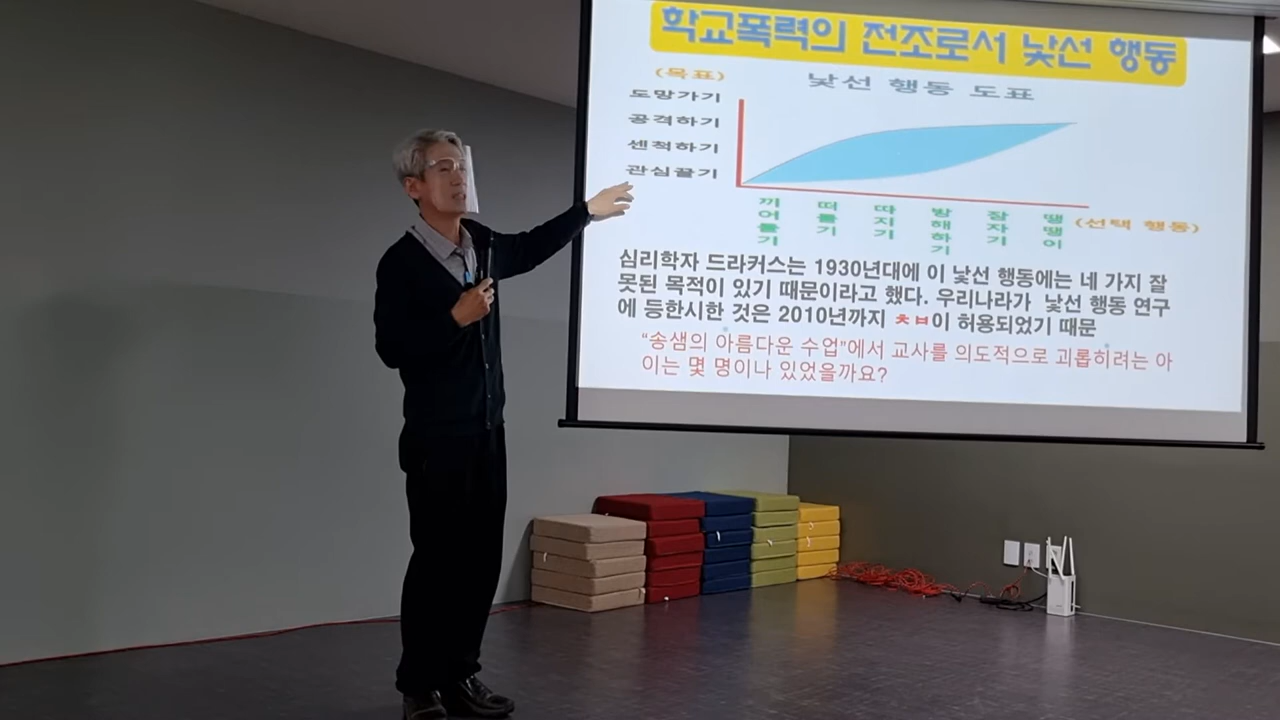 학교폭력의 전조로서 낯선 행동
(목표)
낯선 행동 도표
도망가기
공격하기
센척하기
관심끌기
끼어들기
떠들기
따지기
방해하기
잠자기
땡땡이
(선택 행동)
심리학자 드라커스는 1930년대에 이 낯선 행동에는 네 가지 잘
못된 목적이 있기 때문이라고 했다. 우리나라가 낯선 행동 연구
에 등한시한 것은 2010년까지 ㅊㅂ이 허용되었기 때문
“송샘의 아름다운 수업”에서 교사를 의도적으로 괴롭히려는 아
이는 몇 명이나 있었을까요?